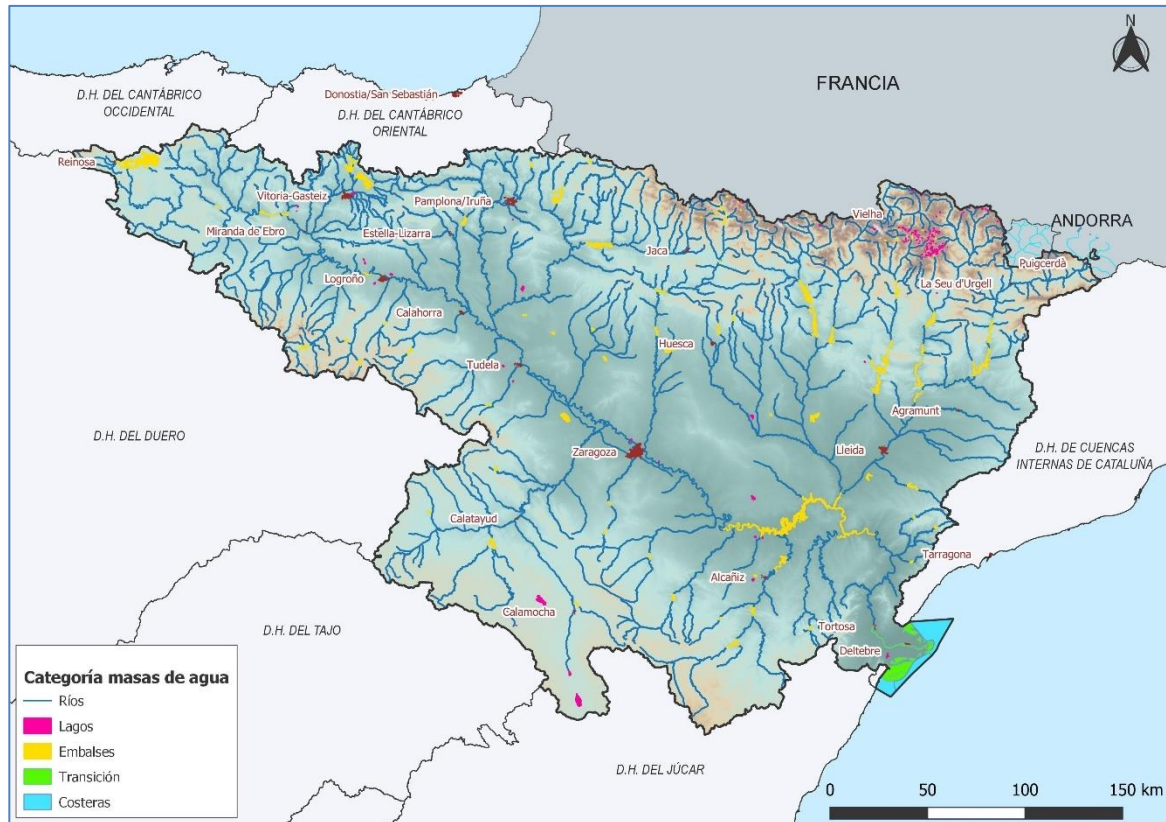 N
FRANCIA
D.H. DEL CANTÁBRICO
OCCIDENTAL
Donostia/San Sebastián
D.H. DEL CANTÁBRICO
ORIENTAL
Reinosa
Vitoria-Gasteiz
Pamplona/Iruña
Vielha
ANDORRA
Miranda de Ebro
Estella-Lizarra
Jaca
Puigcerdà
Logroño
La Seu d'Urgell
Calahorra
Huesca
Tudela
Agramunt
D.H. DEL DUERO
Zaragoza
Lleida
D.H. DE CUENCAS
INTERNAS DE CATALUÑA
Calatayud
Tarragona
Alcañiz
Calamocha
D.H. DEL TAJO
Tortosa
Deltebre
D.H. DEL JÚCAR
Categoría masas de agua
Ríos
Lagos
Embalses
Transición
Costeras
0 50 100 150 km